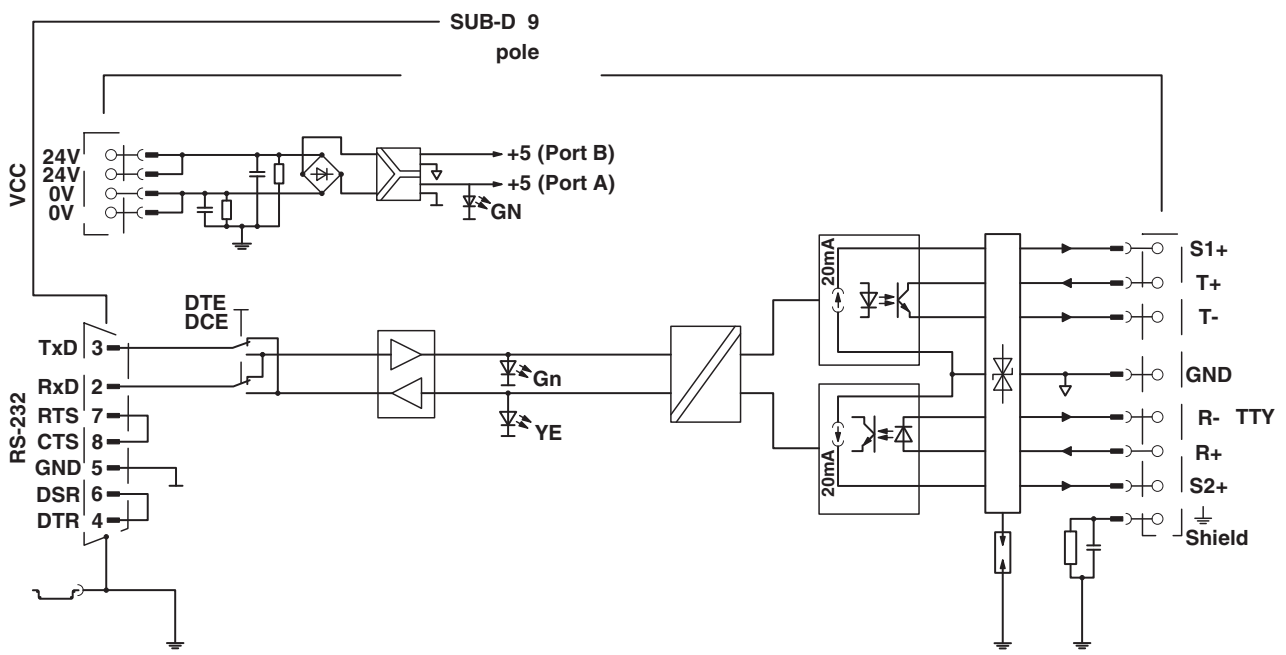 SUB-D 9
pole
VCC
24V
24V
0V
0V
+5 (Port B)
+5 (Port A)
GN
DTE
DCE
RS-232
TxD 3
RxD 2
RTS 7
CTS 8
GND 5
DSR 6
DTR 4
Gn
YE
20mA
20mA
S1+
T+
T-
GND
R-
TTY
R+
S2+
Shield